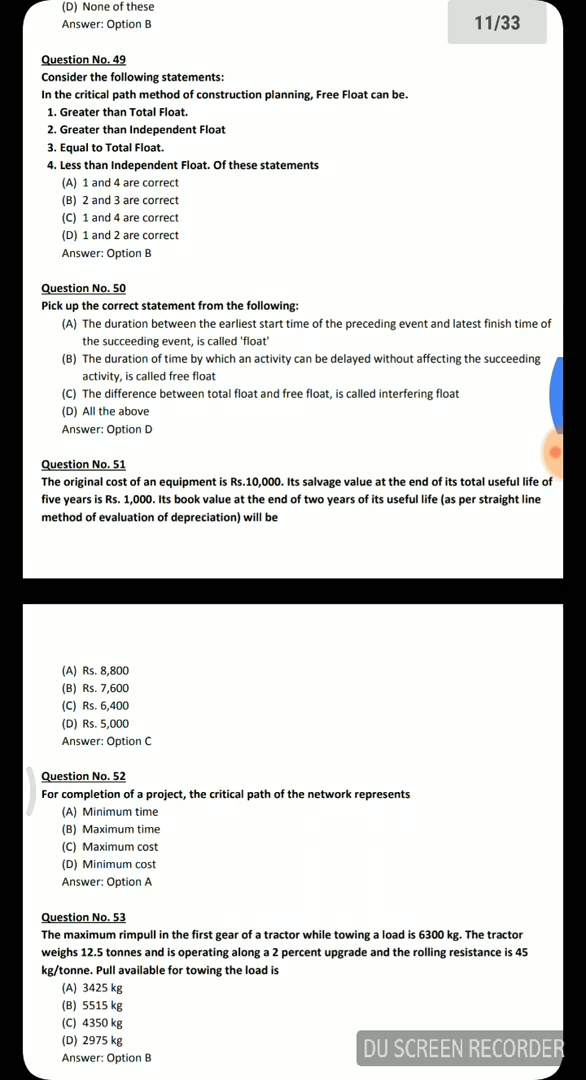 (D) None of these
Answer: Option B
11/33
Question No. 49
Consider the following statements:
In the critical path method of construction planning, Free Float can be.
1. Greater than Total Float.
2. Greater than Independent Float
3. Equal to Total Float.
4. Less than Independent Float. Of these statements
(A) 1 and 4 are correct
(B) 2 and 3 are correct
(C) 1 and 4 are correct
(D) 1 and 2 are correct
Answer: Option B
Question No. 50
Pick up the correct statement from the following:
(A) The duration between the earliest start time of the preceding event and latest finish time of
the succeeding event, is called 'float'
(B) The duration of time by which an activity can be delayed without affecting the succeeding
activity, is called free float
(C) The difference between total float and free float, is called interfering float
(D) All the above
Answer: Option D
Question No. 51
The original cost of an equipment is Rs.10,000. Its salvage value at the end of its total useful life of
five years is Rs. 1,000. Its book value at the end of two years of its useful life (as per straight line
method of evaluation of depreciation) will be
(A) Rs. 8,800
(B) Rs. 7,600
(C) Rs. 6,400
(D) Rs. 5,000
Answer: Option C
Question No. 52
For completion of a project, the critical path of the network represents
(A) Minimum time
(B) Maximum time
(C) Maximum cost
(D) Minimum cost
Answer: Option A
Question No. 53
The maximum rimpull in the first gear of a tractor while towing a load is 6300 kg. The tractor
weighs 12.5 tonnes and is operating along a 2 percent upgrade and the rolling resistance is 45
kg/tonne. Pull available for towing the load is
(A) 3425 kg
(B) 5515 kg
(C) 4350 kg
(D) 2975 kg
Answer: Option B
DU SCREEN RECORDER